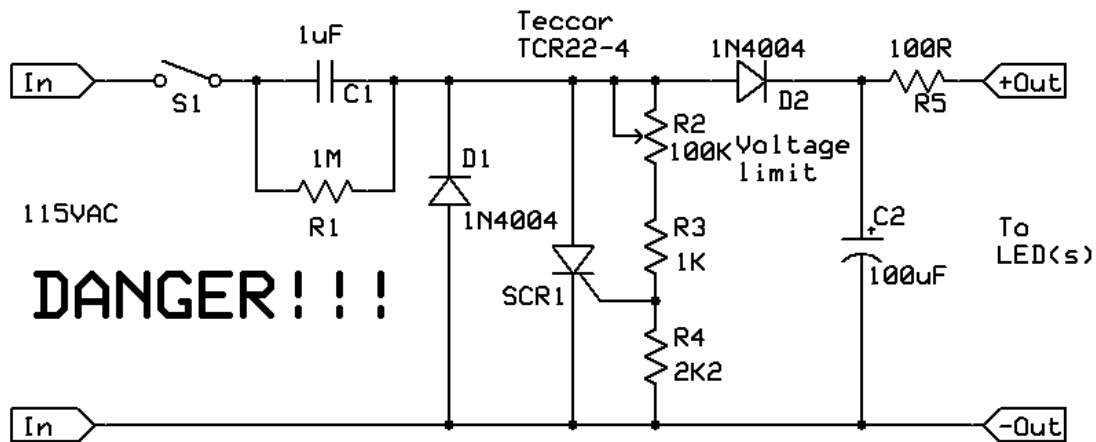 Teccor
TCR22-4
1uF
1N4004
100R
In
S1
C1
D2
R5
+Out
R2
100K
Voltage
limit
1M
D1
R1
1N4004
115VAC
R3
1K
C2
+
100uF
To
LED(s)
DANGER!!!
SCR1
R4
2K2
In
-Out